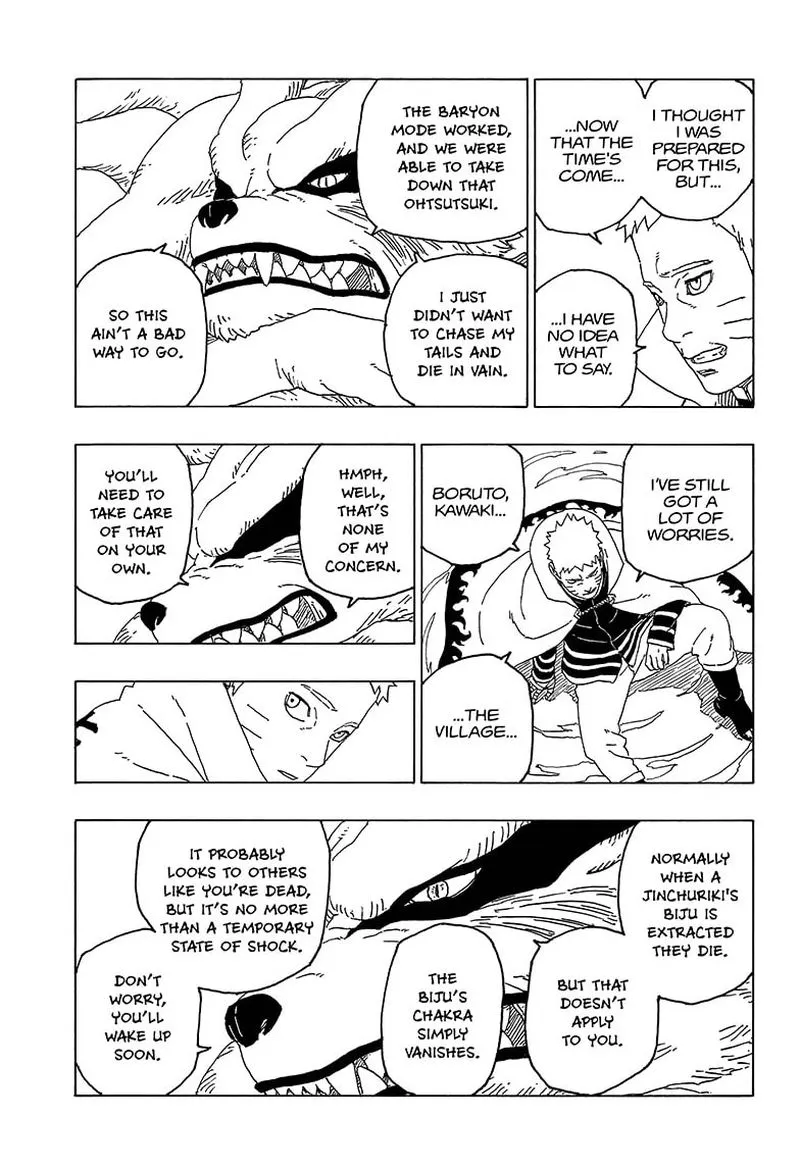 I THOUGHT
I WAS
PREPARED
FOR THIS,
BUT...
...NOW
THAT THE
TIME'S
COME...
...I HAVE
NO IDEA
WHAT
TO SAY.
THE BARYON
MODE WORKED,
AND WE WERE
ABLE TO TAKE
DOWN THAT
OHTSUTSUKI.
I JUST
DIDN'T WANT
TO CHASE MY
TAILS AND
DIE IN VAIN.
SO THIS
AIN'T A BAD
WAY TO GO.
I'VE STILL
GOT A
LOT OF
WORRIES.
BORUTO,
KAWAKI...
...THE
VILLAGE...
HMPH,
WELL,
THAT'S
NONE
OF MY
CONCERN.
YOU'LL
NEED TO
TAKE CARE
OF THAT
ON YOUR
OWN.
NORMALLY
WHEN A
JINCHURIKI'S
BIJU IS
EXTRACTED
THEY DIE.
BUT THAT
DOESN'T
APPLY
TO YOU.
THE
BIJU'S
CHAKRA
SIMPLY
VANISHES.
IT PROBABLY
LOOKS TO OTHERS
LIKE YOU'RE DEAD,
BUT IT'S NO MORE
THAN A TEMPORARY
STATE OF SHOCK.
DON'T
WORRY,
YOU'LL
WAKE UP
SOON.